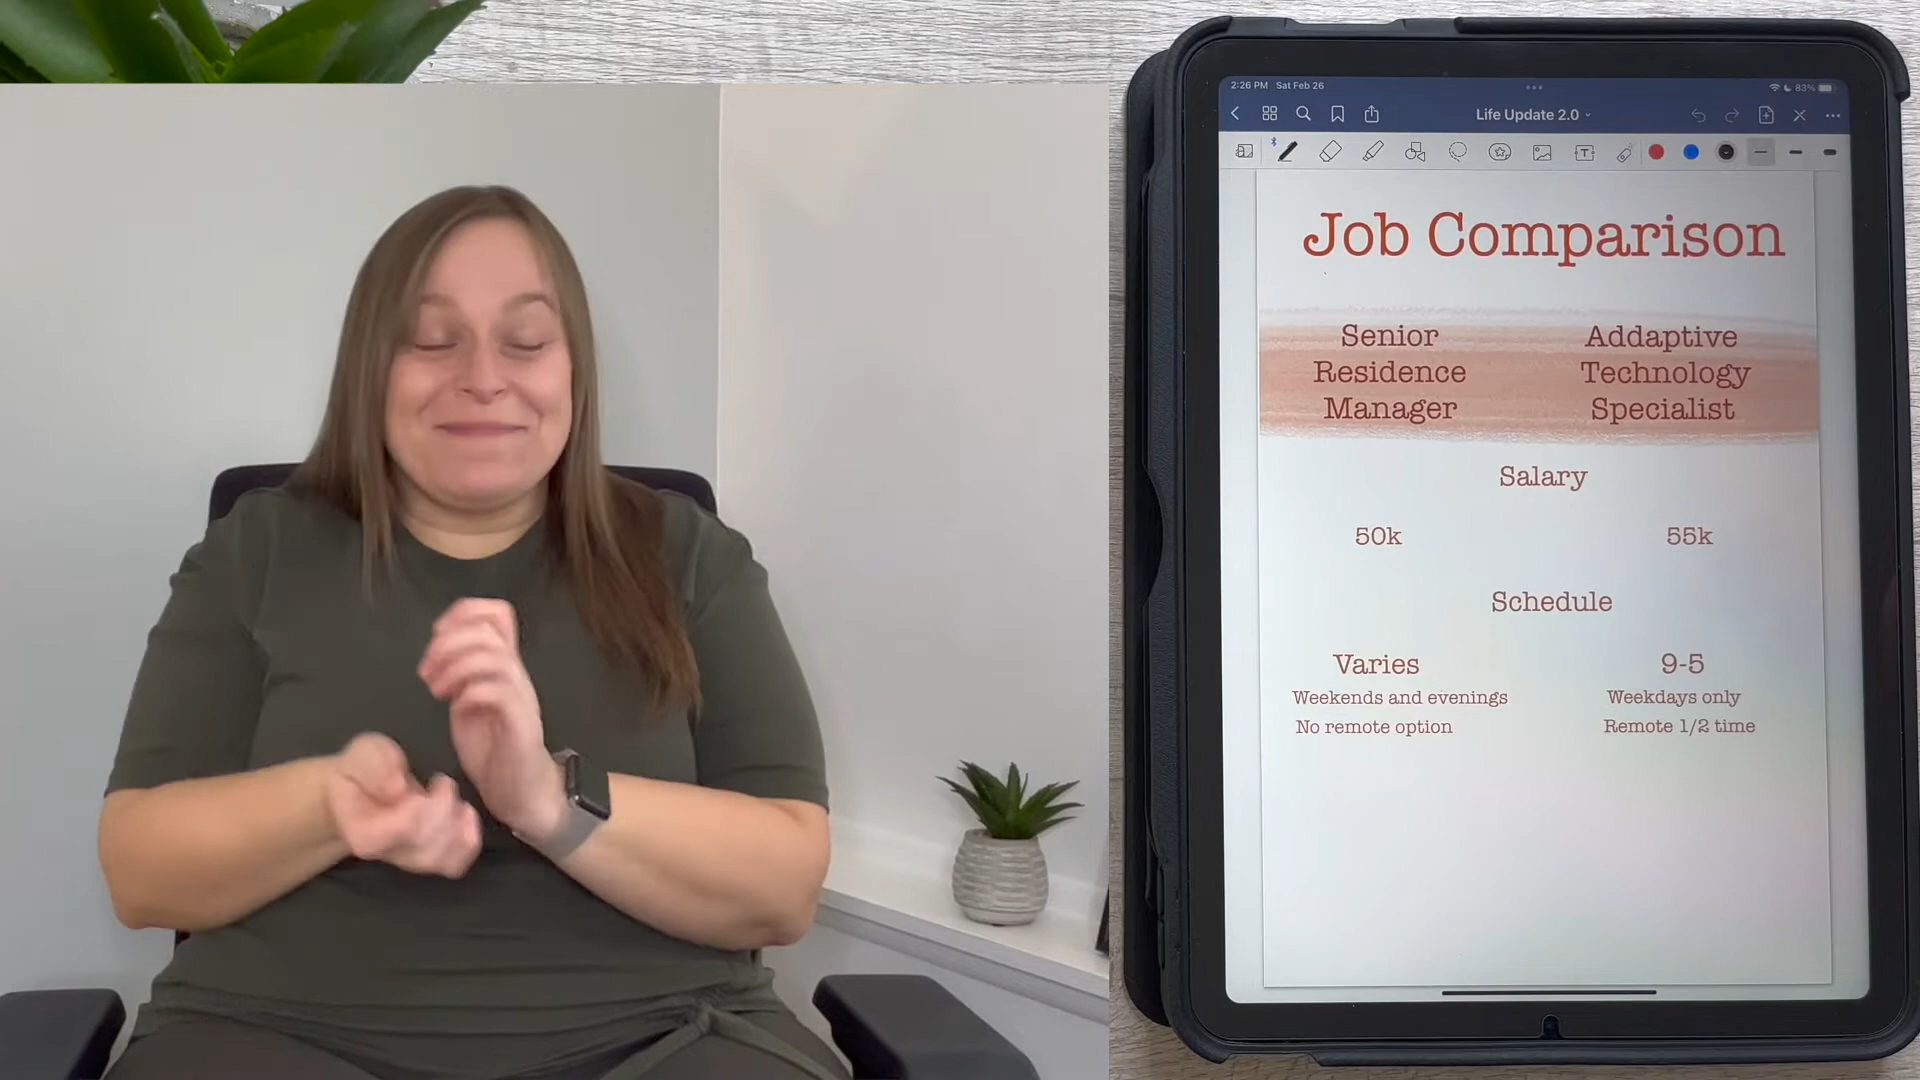 2:26 PM Sat Feb 26
83%
Life Update 2.0
Job Comparison
Senior Residence Manager
Addaptive Technology Specialist
Salary
50k 55k
Schedule
Varies 9-5
Weekends and evenings Weekdays only
No remote option Remote 1/2 time